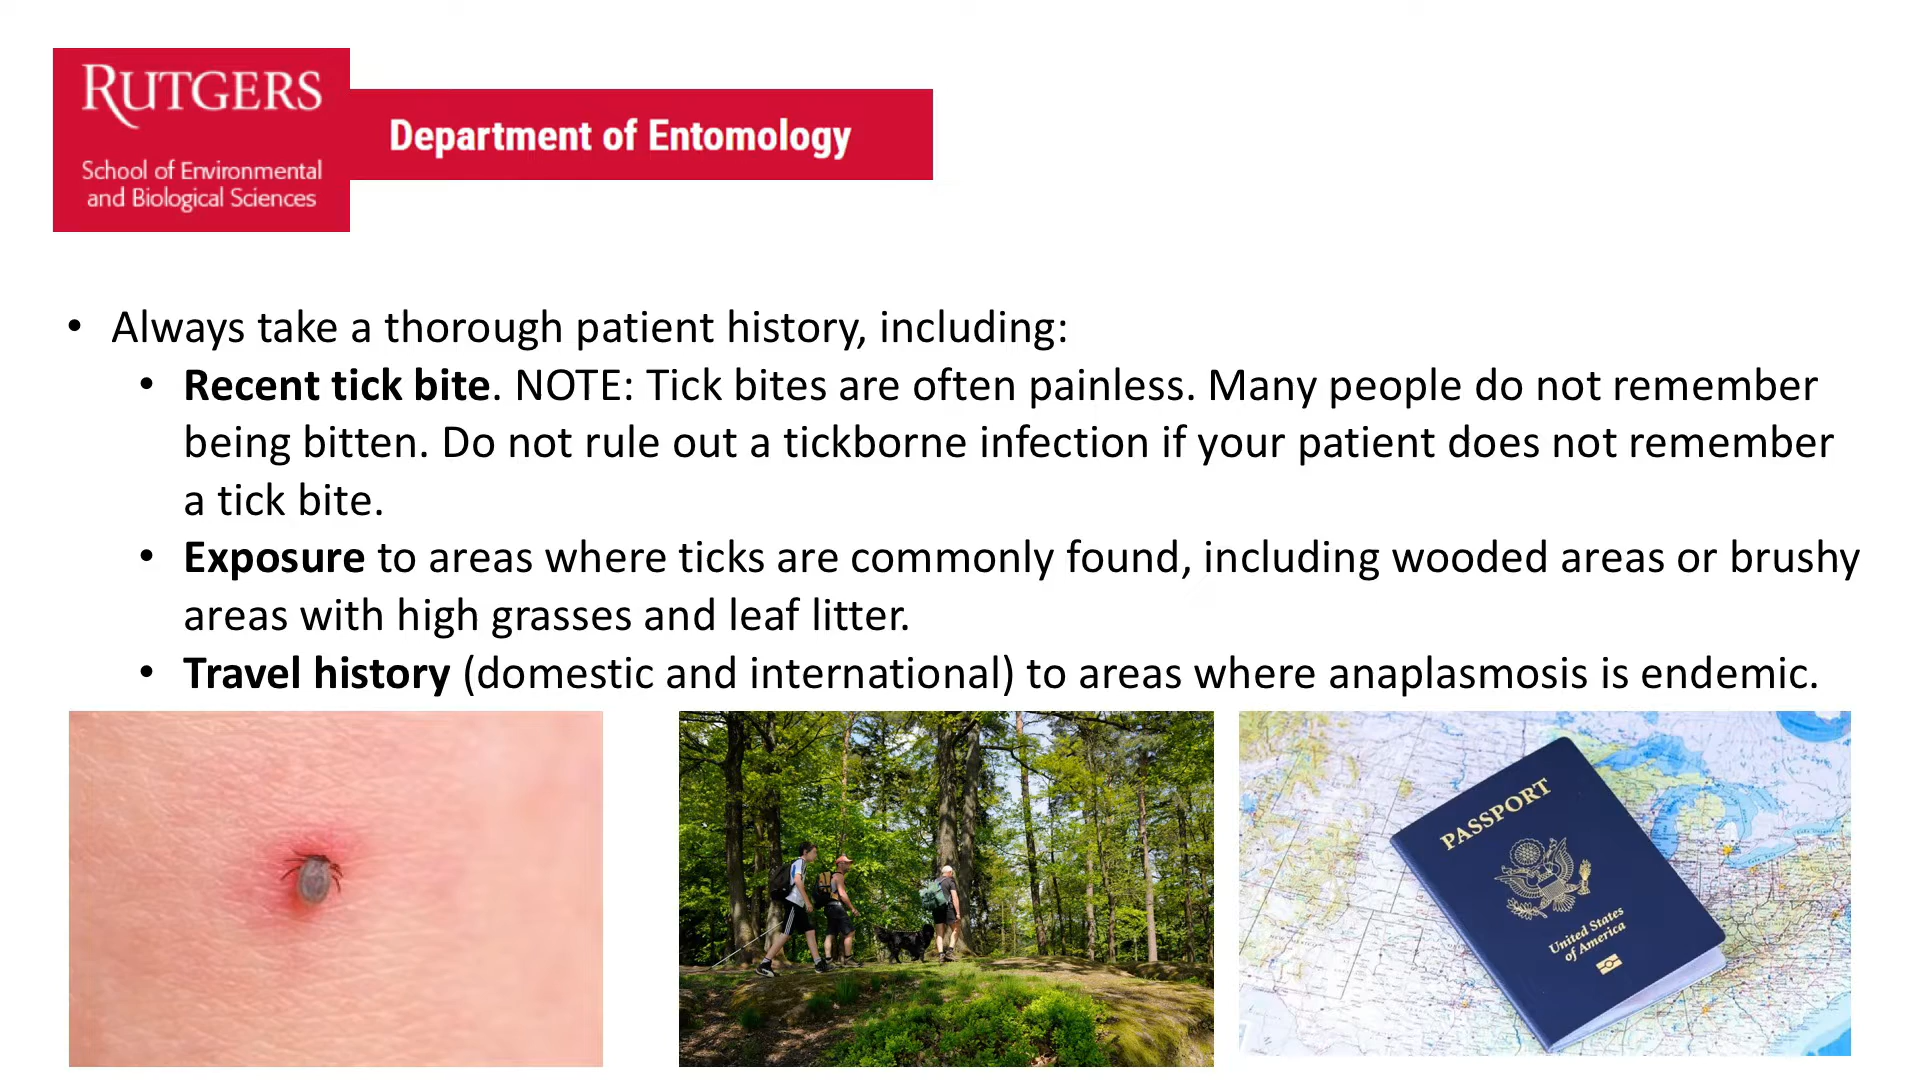 RUTGERS
School of Environmental
and Biological Sciences
Department of Entomology
• Always take a thorough patient history, including:
• Recent tick bite. NOTE: Tick bites are often painless. Many people do not remember
being bitten. Do not rule out a tickborne infection if your patient does not remember
a tick bite.
• Exposure to areas where ticks are commonly found, including wooded areas or brushy
areas with high grasses and leaf litter.
• Travel history (domestic and international) to areas where anaplasmosis is endemic.
PASSPORT
United States
of America